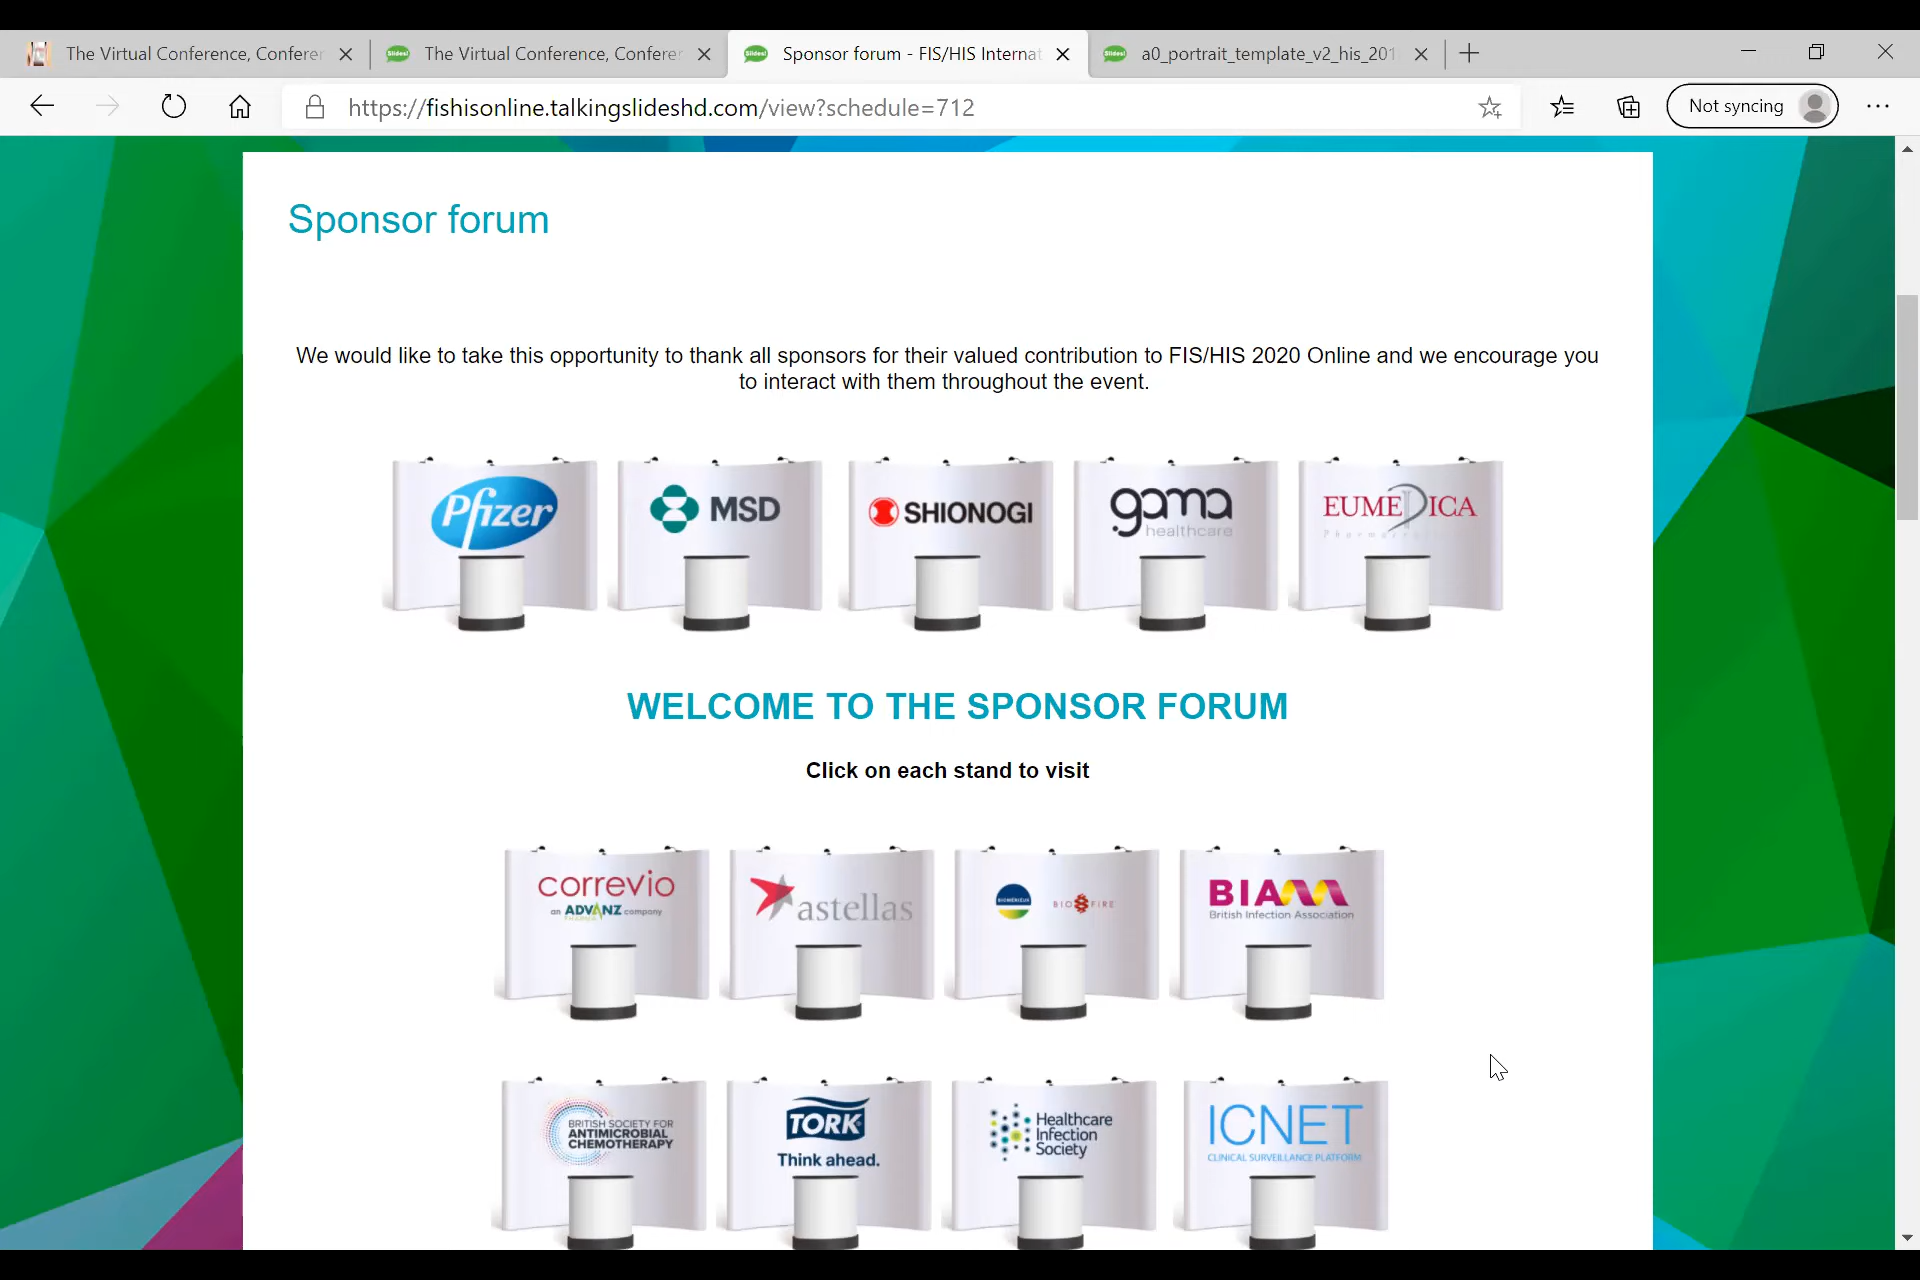 The Virtual Conference, Confere
The Virtual Conference, Confere
Sponsor forum - FIS/HIS Internat
a0_portrait_template_v2_his_201
https://fishisonline.talkingslideshd.com/view?schedule=712
Not syncing
Sponsor forum
We would like to take this opportunity to thank all sponsors for their valued contribution to FIS/HIS 2020 Online and we encourage you
to interact with them throughout the event.
Pfizer
MSD
SHIONOGI
gama
healthcare
EUMEDICA
WELCOME TO THE SPONSOR FORUM
Click on each stand to visit
correvio
an ADVANZ company
astellas
BIOMÉRIEUX
BIOFIRE
BIA
British Infection Association
BRITISH SOCIETY FOR
ANTIMICROBIAL
CHEMOTHERAPY
TORK
Think ahead.
Healthcare
Infection
Society
ICNET
CLINICAL SURVEILLANCE PLATFORM